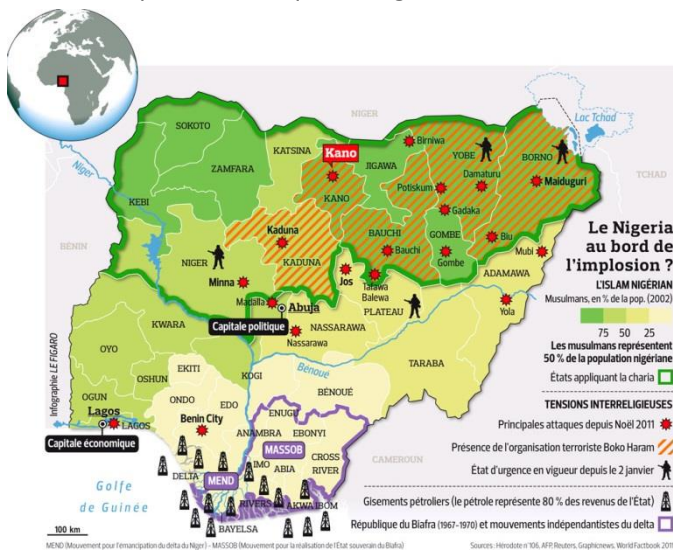 NIGER
Lac Tchad
TCHAD
SOKOTO
KATSINA
Kano
Birniwa
YOBE
BORNO
ZAMFARA
JIGAWA
Damaturu
Niger
KANO
Potiskum
Maiduguri
KEBI
Gadaka
BÉNIN
Kaduna
BAUCHI
GOMBE
Biu
Bauchi
Mubi
NIGER
KADUNA
Gombe
Minna
Jos
Tafawa
Balewa
ADAMAWA
Madalla
Abuja
PLATEAU
Yola
Capitale politique
KWARA
NASSARAWA
Nassarawa
OYO
TARABA
OSHUN
EKITI
KOGI
Bénoué
BÉNOUÉ
OGUN
ONDO
EDO
ENUGU
Lagos
LAGOS
Benin City
ANAMBRA
EBONYI
Capitale économique
MASSOB
CROSS
RIVER
CAMEROUN
DELTA
MEND
IMO
ABIA
Golfe
de Guinée
RIVERS
AKWA IBOM
BAYELSA
100 km
Infographie LE FIGARO
Le Nigeria
au bord de
l'implosion ?
L'ISLAM NIGÉRIAN
Musulmans, en % de la pop. (2002)
75 50 25
Les musulmans représentent
50 % de la population nigériane
États appliquant la charia
TENSIONS INTERRELIGIEUSES
Principales attaques depuis Noël 2011
Présence de l'organisation terroriste Boko Haram
État d'urgence en vigueur depuis le 2 janvier
Gisements pétroliers (le pétrole représente 80 % des revenus de l'État)
République du Biafra (1967-1970) et mouvements indépendantistes du delta
MEND (Mouvement pour l'émancipation du delta du Niger) - MASSOB (Mouvement pour la réalisation de l'État souverain du Biafra)
Sources : Hérodote n°106, AFP, Reuters, Graphicnews, World Factbook 2011